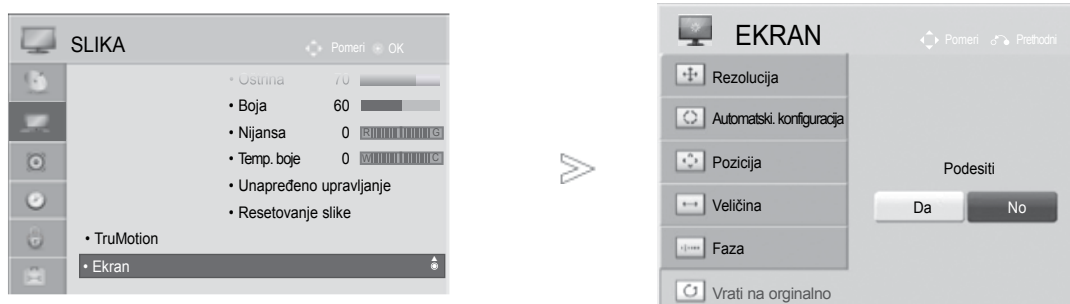 SLIKA
Pomeri OK
• Oštrina 70
• Boja 60
• Nijansa 0 R G
• Temp. boje 0 W C
• Unapređeno upravljanje
• Resetovanje slike
• TruMotion
• Ekran
EKRAN
Pomeri Prethodni
Rezolucija
Automatski. konfiguracija
Pozicija
Veličina
Faza
Vrati na orginalno
Podesiti
Da No